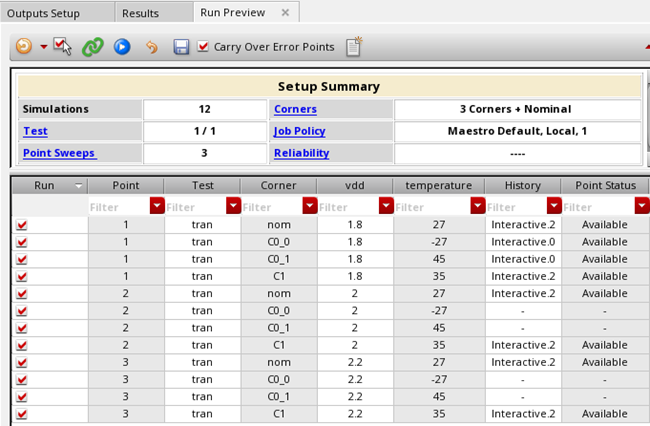 Outputs Setup Results Run Preview
Carry Over Error Points
Setup Summary
Simulations 12 Corners 3 Corners + Nominal
Test 1 / 1 Job Policy Maestro Default, Local, 1
Point Sweeps 3 Reliability ----
Run Point Test Corner vdd temperature History Point Status
Filter Filter Filter Filter Filter Filter Filter
1 tran nom 1.8 27 Interactive.2 Available
1 tran C0_0 1.8 -27 Interactive.0 Available
1 tran C0_1 1.8 45 Interactive.0 Available
1 tran C1 1.8 35 Interactive.2 Available
2 tran nom 2 27 Interactive.2 Available
2 tran C0_0 2 -27 - -
2 tran C0_1 2 45 - -
2 tran C1 2 35 Interactive.2 Available
3 tran nom 2.2 27 Interactive.2 Available
3 tran C0_0 2.2 -27 - -
3 tran C0_1 2.2 45 - -
3 tran C1 2.2 35 Interactive.2 Available